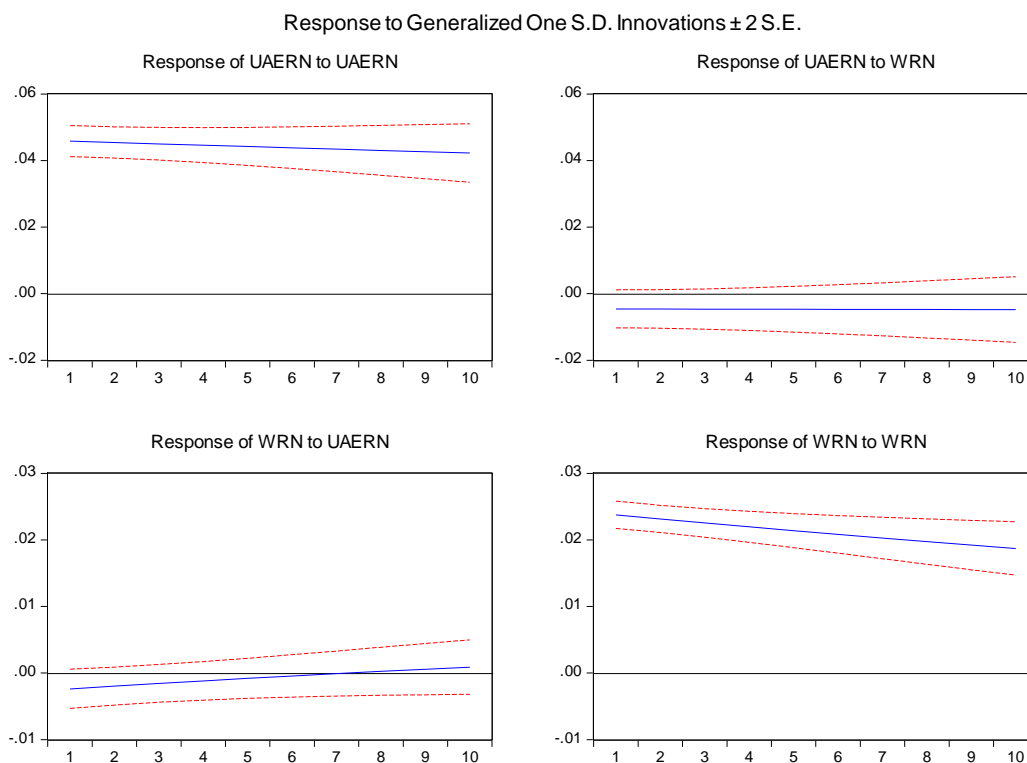 Response to Generalized One S.D. Innovations ± 2 S.E.
Response of UAERN to UAERN
.06
.04
.02
.00
-.02
1 2 3 4 5 6 7 8 9 10
Response of UAERN to WRN
.06
.04
.02
.00
-.02
1 2 3 4 5 6 7 8 9 10
Response of WRN to UAERN
.03
.02
.01
.00
-.01
1 2 3 4 5 6 7 8 9 10
Response of WRN to WRN
.03
.02
.01
.00
-.01
1 2 3 4 5 6 7 8 9 10